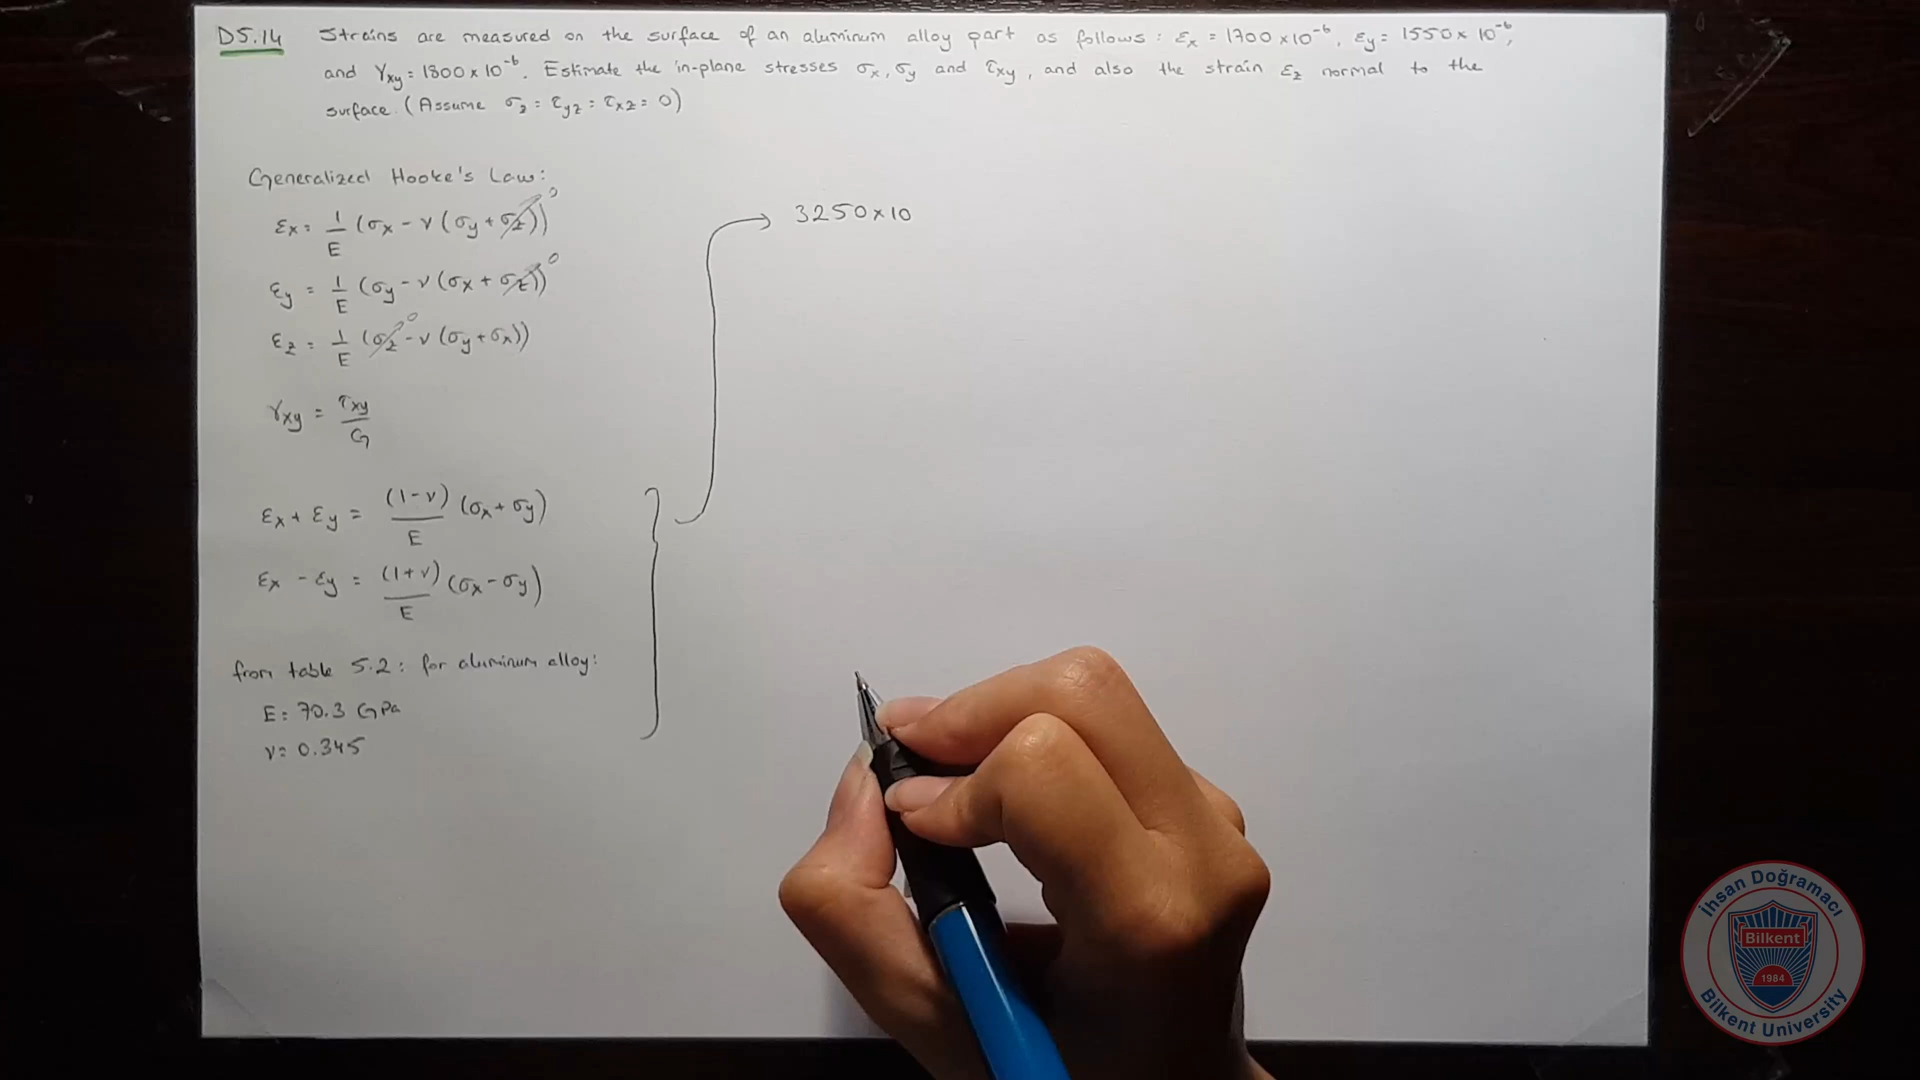 D5.14 Strains are measured on the surface of an aluminum alloy part as follows: εx = 1700×10⁻⁶, εy = 1550×10⁻⁶,
and γxy = 1800×10⁻⁶. Estimate the in-plane stresses σx, σy and τxy, and also the strain εz normal to the
surface. (Assume σz = τyz = τxz = 0)
Generalized Hooke's Law:
εx = 1/E (σx - ν (σy + σz)) 0
εy = 1/E (σy - ν (σx + σz)) 0
εz = 1/E (σz 0 - ν (σy + σx))
γxy = τxy/G
εx + εy = (1-ν)/E (σx + σy)
εx - εy = (1+ν)/E (σx - σy)
from table 5.2: for aluminum alloy:
E = 70.3 GPa
ν = 0.345
3250×10
İhsan Doğramacı
Bilkent
1984
Bilkent University